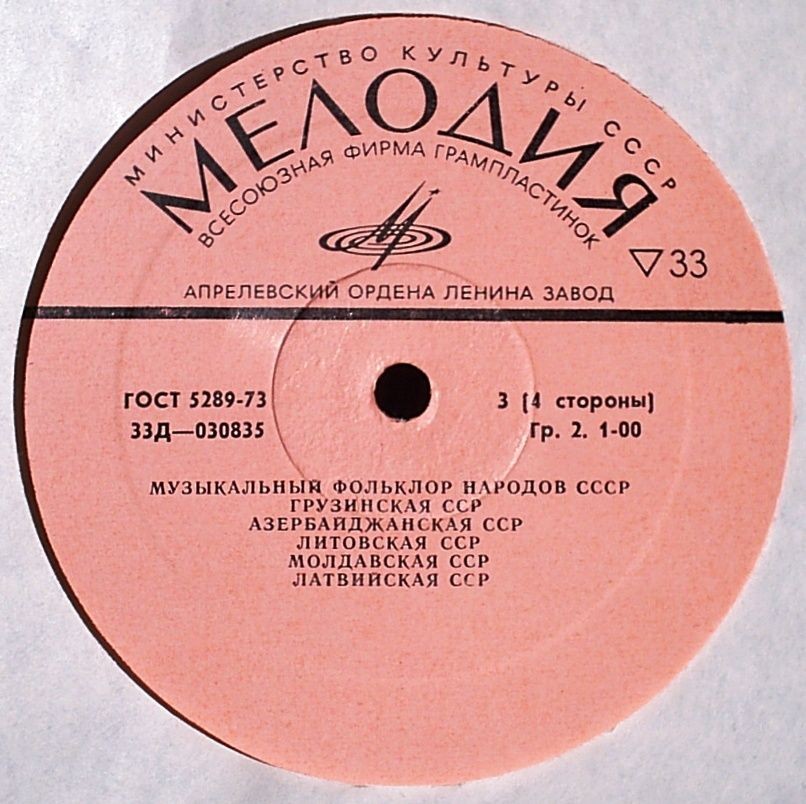 МИНИСТЕРСТВО КУЛЬТУРЫ СССР
МЕЛОДИЯ
ВСЕСОЮЗНАЯ ФИРМА ГРАМПЛАСТИНОК
▽33
АПРЕЛЕВСКИЙ ОРДЕНА ЛЕНИНА ЗАВОД
ГОСТ 5289-73
3 (4 стороны)
33Д—030835
Гр. 2. 1-00
МУЗЫКАЛЬНЫЙ ФОЛЬКЛОР НАРОДОВ СССР
ГРУЗИНСКАЯ ССР
АЗЕРБАЙДЖАНСКАЯ ССР
ЛИТОВСКАЯ ССР
МОЛДАВСКАЯ ССР
ЛАТВИЙСКАЯ ССР